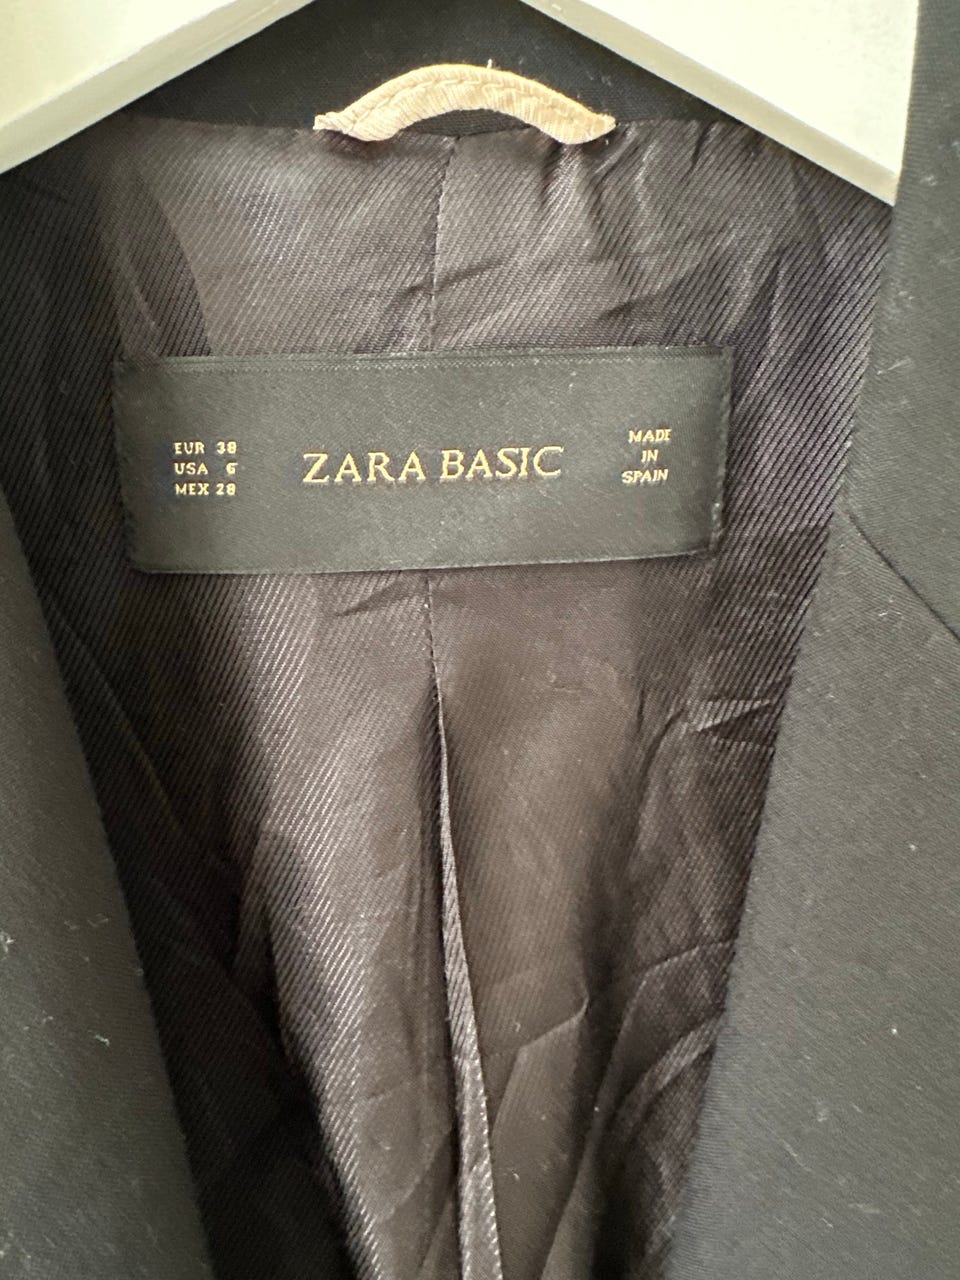 EUR 38
USA 6
MEX 28
ZARA BASIC
MADE
IN
SPAIN